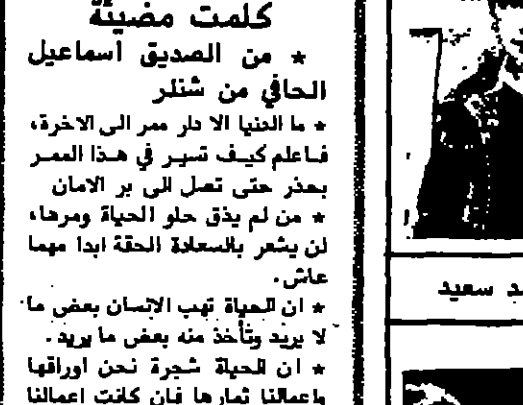 كلمت مضيئة
* من الصديق اسماعيل
الحافي من شنلر
* ما الدنيا الا دار ممر الى الاخرة،
فاعلم كيف تسير في هذا الممر
بحذر حتى تصل الى بر الامان
* من لم يذق حلو الحياة ومرها،
لن يشعر بالسعادة الحقة ابدا مهما
عاش.
* ان الحياة تهب الانسان بعض ما
لا يريد وتأخذ منه بعض ما يريد.
* ان الحياة شجرة نحن اوراقها
واعمالنا ثمارها فان كانت اعمالنا
د سعيد